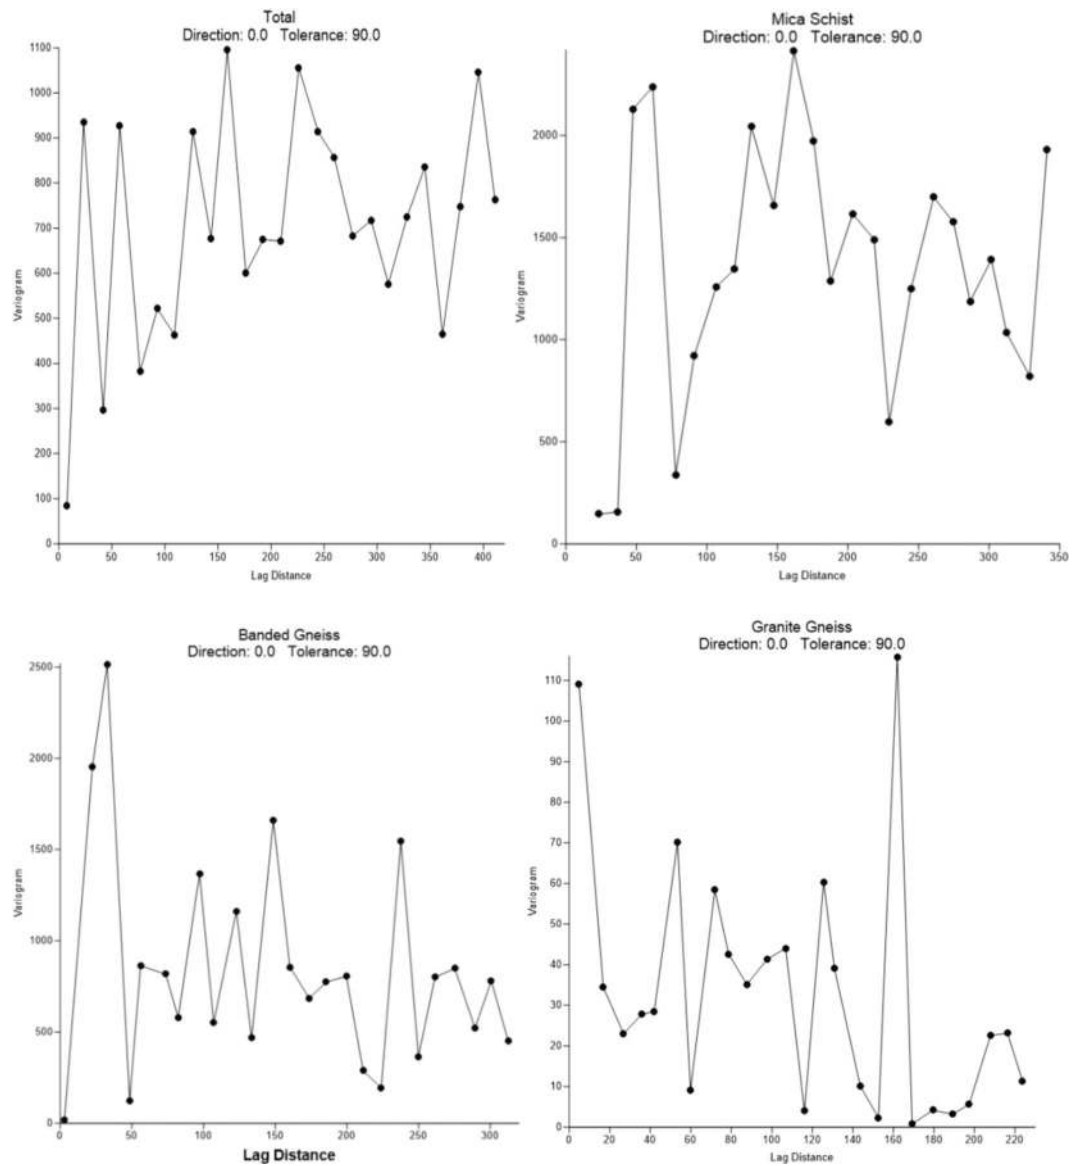 Total
Direction: 0.0 Tolerance: 90.0
1100
1000
900
800
700
600
500
400
300
200
100
0
Variogram
0 50 100 150 200 250 300 350 400
Lag Distance
Mica Schist
Direction: 0.0 Tolerance: 90.0
2000
1500
1000
500
0
Variogram
0 50 100 150 200 250 300 350
Lag Distance
Banded Gneiss
Direction: 0.0 Tolerance: 90.0
2500
2000
1500
1000
500
0
Variogram
0 50 100 150 200 250 300
Lag Distance
Granite Gneiss
Direction: 0.0 Tolerance: 90.0
110
100
90
80
70
60
50
40
30
20
10
0
Variogram
0 20 40 60 80 100 120 140 160 180 200 220
Lag Distance